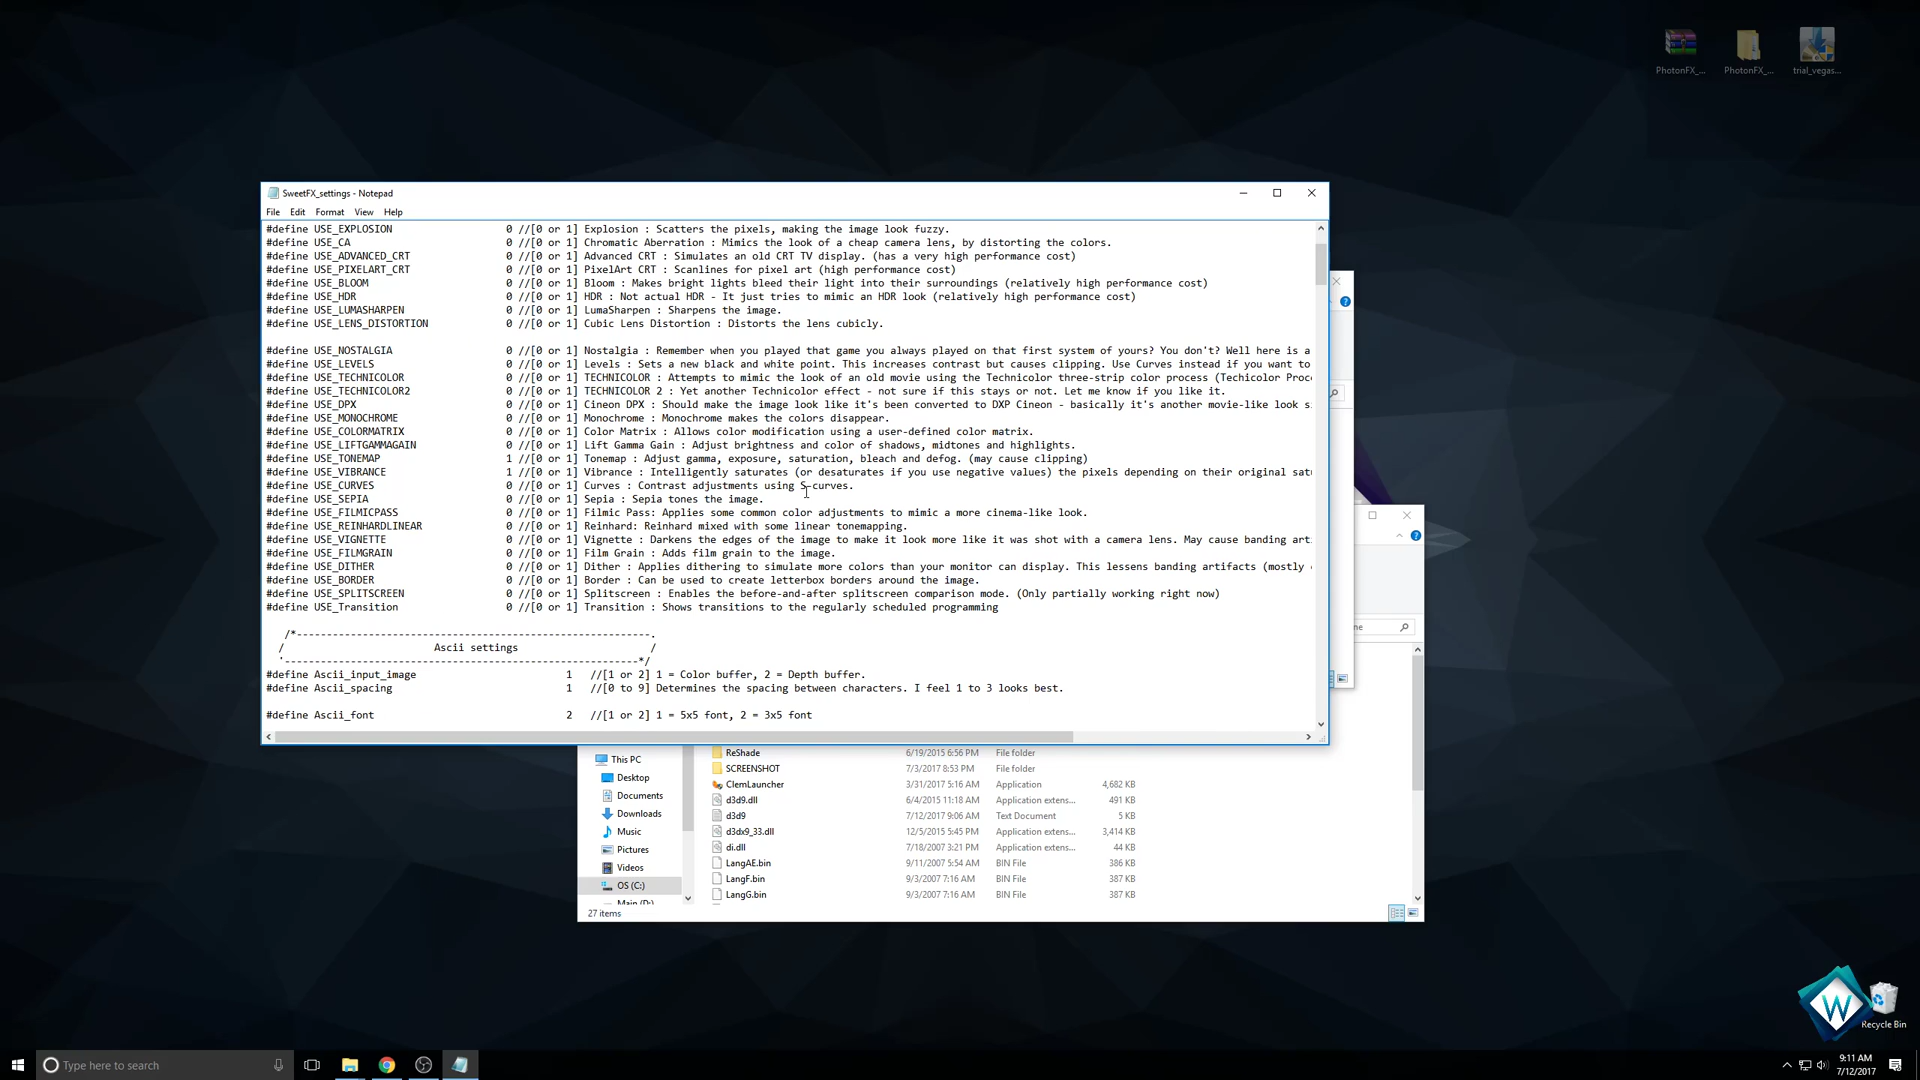 PhotonFX_...
PhotonFX_...
trial_vegas...
SweetFX_settings - Notepad
File Edit Format View Help
#define USE_EXPLOSION 0 //[0 or 1] Explosion : Scatters the pixels, making the image look fuzzy.
#define USE_CA 0 //[0 or 1] Chromatic Aberration : Mimics the look of a cheap camera lens, by distorting the colors.
#define USE_ADVANCED_CRT 0 //[0 or 1] Advanced CRT : Simulates an old CRT TV display. (has a very high performance cost)
#define USE_PIXELART_CRT 0 //[0 or 1] PixelArt CRT : Scanlines for pixel art (high performance cost)
#define USE_BLOOM 0 //[0 or 1] Bloom : Makes bright lights bleed their light into their surroundings (relatively high performance cost)
#define USE_HDR 0 //[0 or 1] HDR : Not actual HDR - It just tries to mimic an HDR look (relatively high performance cost)
#define USE_LUMASHARPEN 0 //[0 or 1] LumaSharpen : Sharpens the image.
#define USE_LENS_DISTORTION 0 //[0 or 1] Cubic Lens Distortion : Distorts the lens cubicly.
#define USE_NOSTALGIA 0 //[0 or 1] Nostalgia : Remember when you played that game you always played on that first system of yours? You don't? Well here is a
#define USE_LEVELS 0 //[0 or 1] Levels : Sets a new black and white point. This increases contrast but causes clipping. Use Curves instead if you want to
#define USE_TECHNICOLOR 0 //[0 or 1] TECHNICOLOR : Attempts to mimic the look of an old movie using the Technicolor three-strip color process (Techicolor Proc
#define USE_TECHNICOLOR2 0 //[0 or 1] TECHNICOLOR 2 : Yet another Technicolor effect - not sure if this stays or not. Let me know if you like it.
#define USE_DPX 0 //[0 or 1] Cineon DPX : Should make the image look like it's been converted to DXP Cineon - basically it's another movie-like look s
#define USE_MONOCHROME 0 //[0 or 1] Monochrome : Monochrome makes the colors disappear.
#define USE_COLORMATRIX 0 //[0 or 1] Color Matrix : Allows color modification using a user-defined color matrix.
#define USE_LIFTGAMMAGAIN 0 //[0 or 1] Lift Gamma Gain : Adjust brightness and color of shadows, midtones and highlights.
#define USE_TONEMAP 1 //[0 or 1] Tonemap : Adjust gamma, exposure, saturation, bleach and defog. (may cause clipping)
#define USE_VIBRANCE 1 //[0 or 1] Vibrance : Intelligently saturates (or desaturates if you use negative values) the pixels depending on their original satu
#define USE_CURVES 0 //[0 or 1] Curves : Contrast adjustments using S-curves.
#define USE_SEPIA 0 //[0 or 1] Sepia : Sepia tones the image.
#define USE_FILMICPASS 0 //[0 or 1] Filmic Pass: Applies some common color adjustments to mimic a more cinema-like look.
#define USE_REINHARDLINEAR 0 //[0 or 1] Reinhard: Reinhard mixed with some linear tonemapping.
#define USE_VIGNETTE 0 //[0 or 1] Vignette : Darkens the edges of the image to make it look more like it was shot with a camera lens. May cause banding art
#define USE_FILMGRAIN 0 //[0 or 1] Film Grain : Adds film grain to the image.
#define USE_DITHER 0 //[0 or 1] Dither : Applies dithering to simulate more colors than your monitor can display. This lessens banding artifacts (mostly
#define USE_BORDER 0 //[0 or 1] Border : Can be used to create letterbox borders around the image.
#define USE_SPLITSCREEN 0 //[0 or 1] Splitscreen : Enables the before-and-after splitscreen comparison mode. (Only partially working right now)
#define USE_Transition 0 //[0 or 1] Transition : Shows transitions to the regularly scheduled programming
/*-----------------------------------------------------------.
/ Ascii settings /
'-----------------------------------------------------------*/
#define Ascii_input_image 1 //[1 or 2] 1 = Color buffer, 2 = Depth buffer.
#define Ascii_spacing 1 //[0 to 9] Determines the spacing between characters. I feel 1 to 3 looks best.
#define Ascii_font 2 //[1 or 2] 1 = 5x5 font, 2 = 3x5 font
ne
This PC
Desktop
Documents
Downloads
Music
Pictures
Videos
OS (C:)
Main (D:)
ReShade 6/19/2015 6:56 PM File folder
SCREENSHOT 7/3/2017 8:53 PM File folder
ClemLauncher 3/31/2017 5:16 AM Application 4,682 KB
d3d9.dll 6/4/2015 11:18 AM Application extens... 491 KB
d3d9 7/12/2017 9:06 AM Text Document 5 KB
d3dx9_33.dll 12/5/2015 5:45 PM Application extens... 3,414 KB
di.dll 7/18/2007 3:21 PM Application extens... 44 KB
LangAE.bin 9/11/2007 5:54 AM BIN File 386 KB
LangF.bin 9/3/2007 7:16 AM BIN File 387 KB
LangG.bin 9/3/2007 7:16 AM BIN File 387 KB
27 items
W
Recycle Bin
Type here to search
9:11 AM
7/12/2017